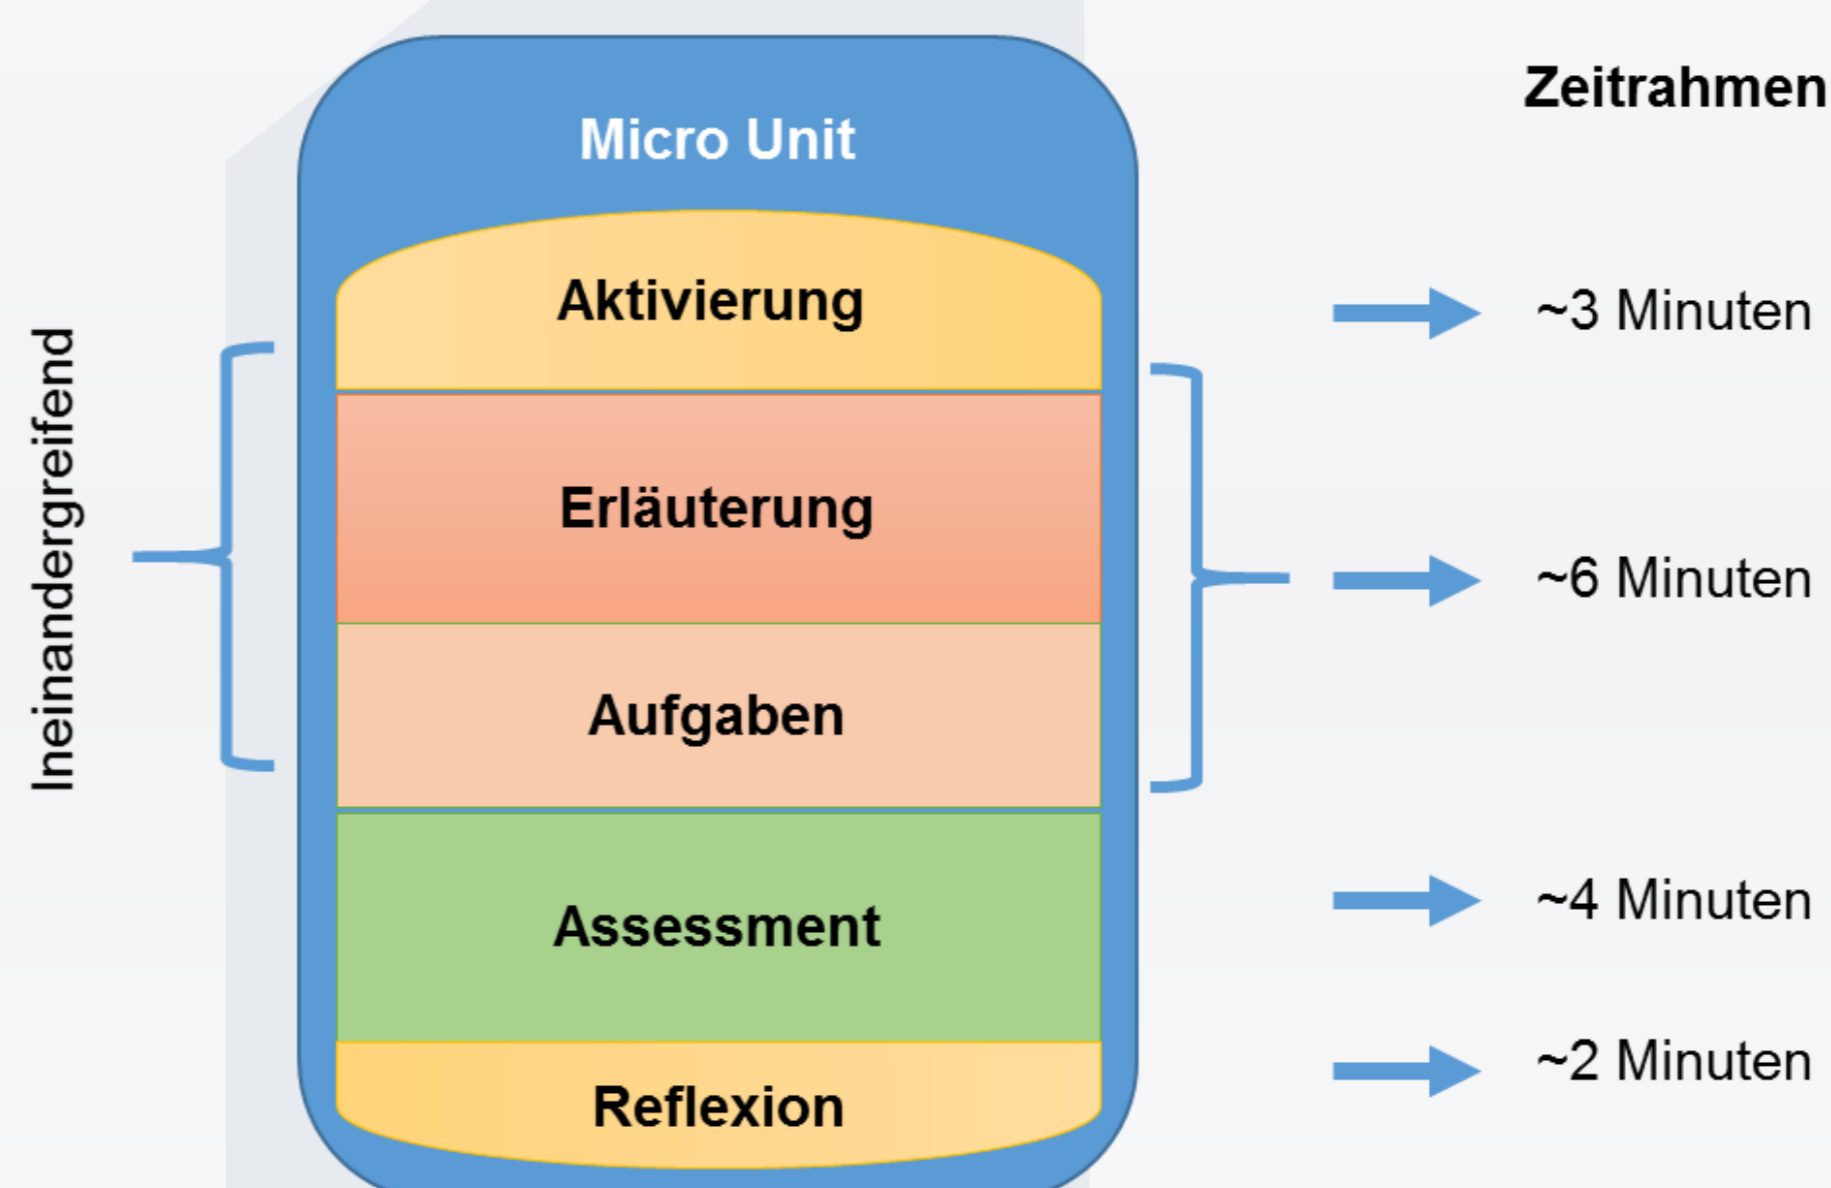 Zeitrahmen
Micro Unit
Aktivierung
~3 Minuten
Ineinandergreifend
Erläuterung
~6 Minuten
Aufgaben
Assessment
~4 Minuten
Reflexion
~2 Minuten